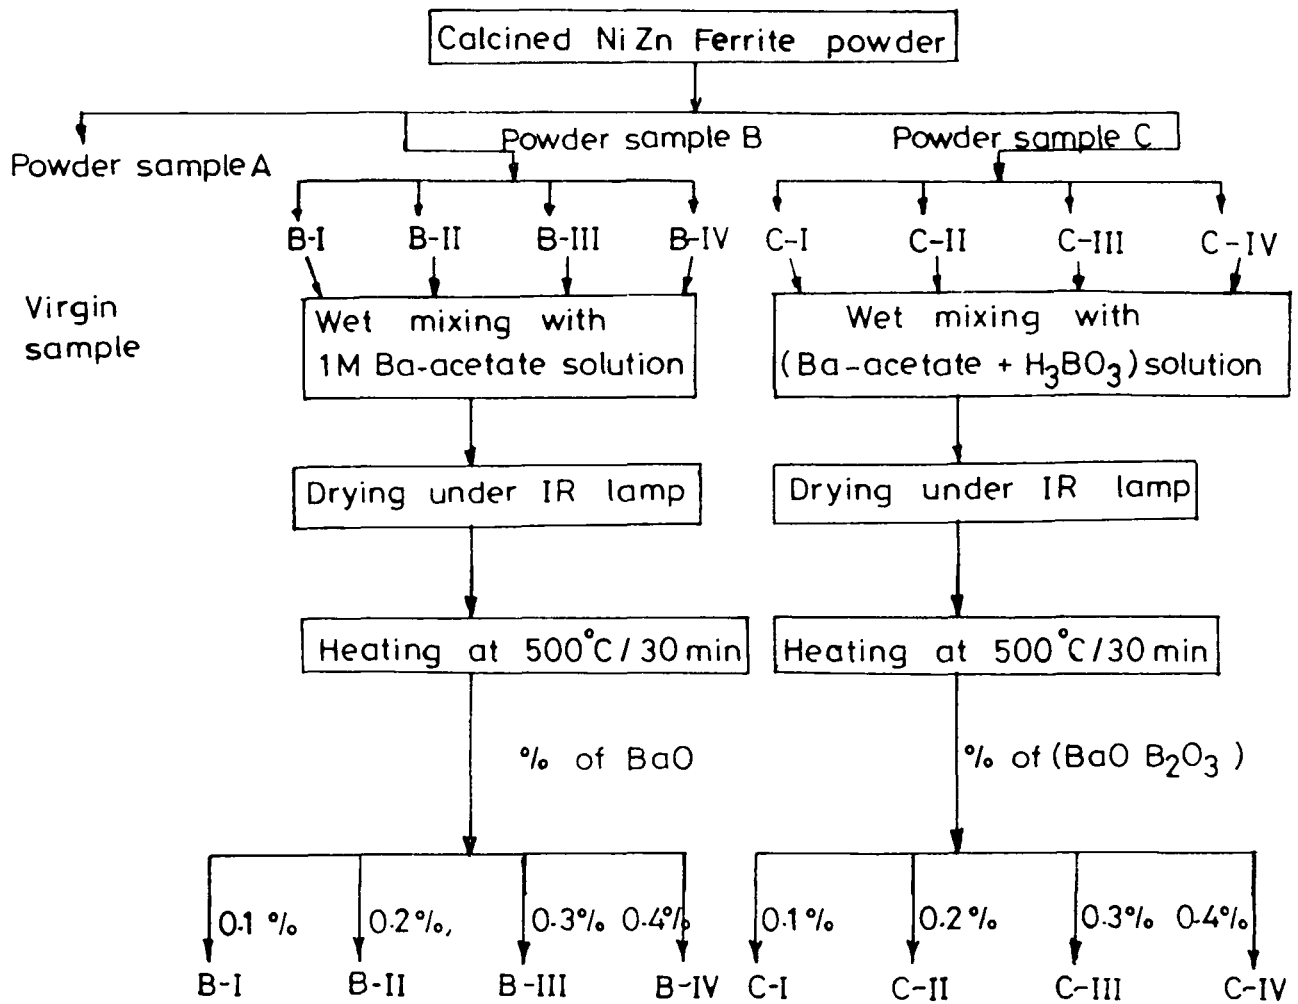 Calcined NiZn Ferrite powder
Powder sample A
Powder sample B
Powder sample C
B-I
B-II
B-III
B-IV
C-I
C-II
C-III
C-IV
Virgin
sample
Wet mixing with
1M Ba-acetate solution
Wet mixing with
(Ba-acetate + H₃BO₃) solution
Drying under IR lamp
Drying under IR lamp
Heating at 500°C/30 min
Heating at 500°C/30 min
% of BaO
% of (BaO B₂O₃)
0.1 %
0.2%,
0.3%
0.4%
0.1 %
0.2%
0.3%
0.4%
B-I
B-II
B-III
B-IV
C-I
C-II
C-III
C-IV